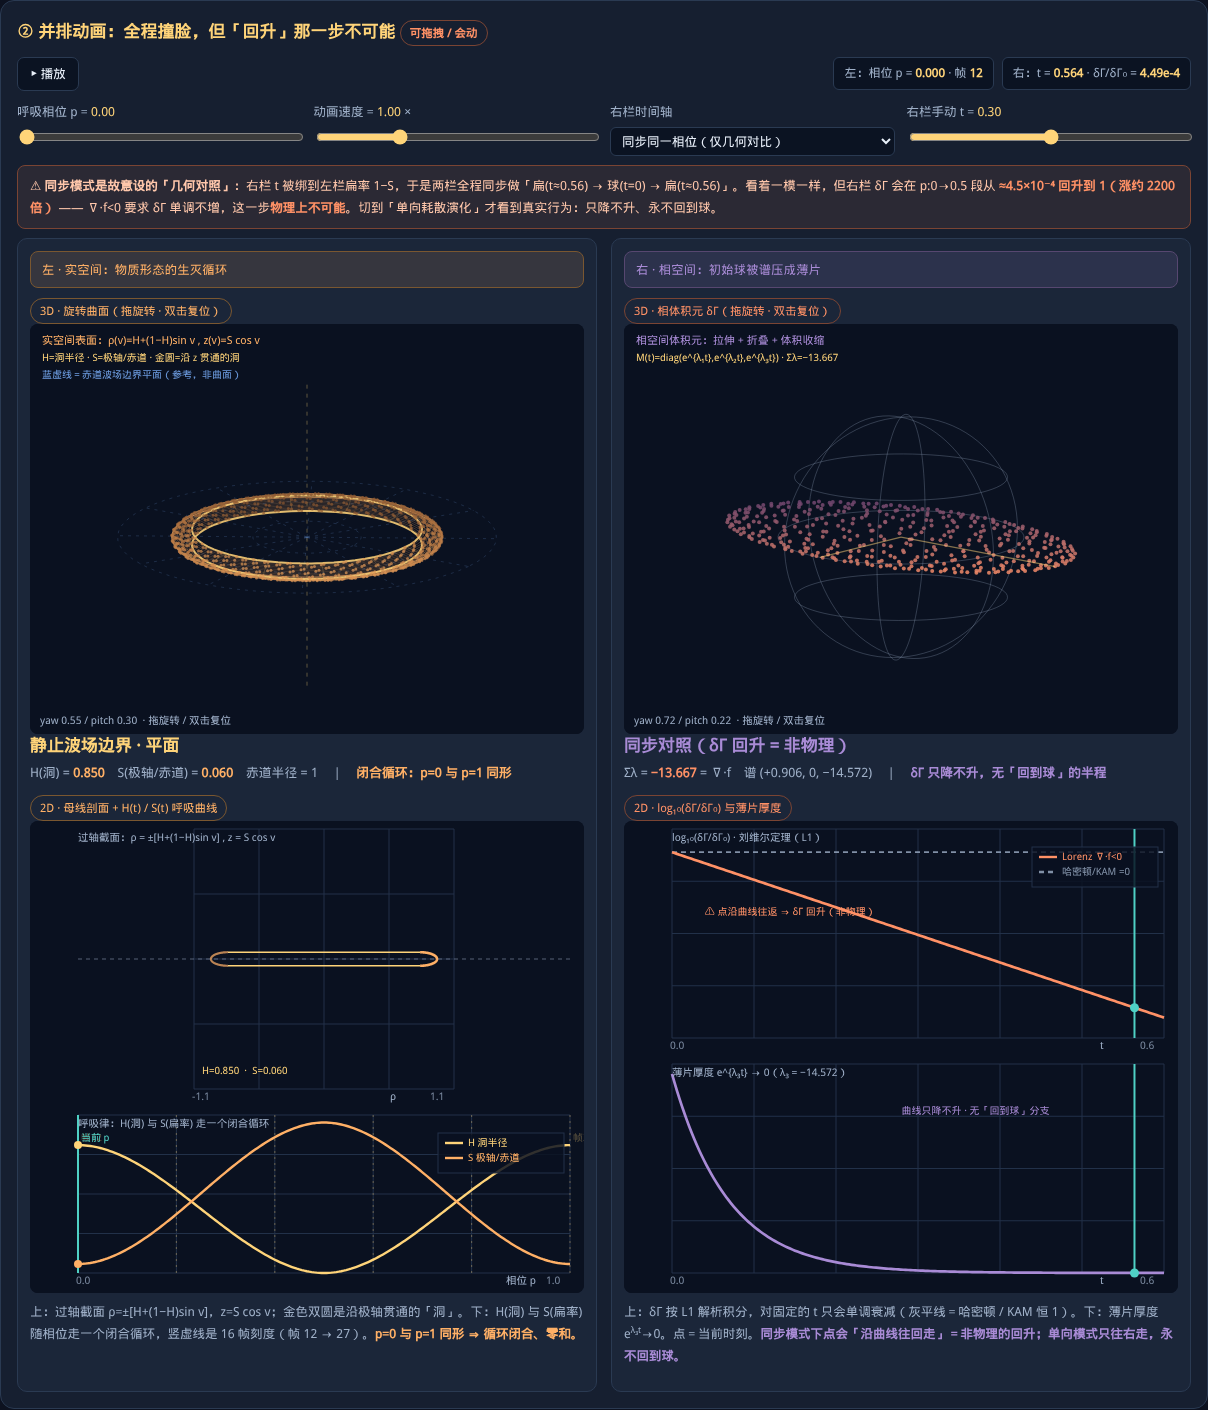 ② 并排动画：全程撞脸，但「回升」那一步不可能 可拖拽 / 会动
▸ 播放
左：相位 p = 0.000 · 帧 12
右：t = 0.564 · δΓ/δΓ₀ = 4.49e-4
呼吸相位 p = 0.00
动画速度 = 1.00 ×
右栏时间轴
右栏手动 t = 0.30
同步同一相位（仅几何对比）
⚠ 同步模式是故意设的「几何对照」：右栏 t 被绑到左栏扁率 1−S，于是两栏全程同步做「扁(t≈0.56) → 球(t=0) → 扁(t≈0.56)」。看着一模一样，但右栏 δΓ 会在 p:0→0.5 段从 ≈4.5×10⁻⁴ 回升到 1（涨约 2200
倍） —— ∇·f<0 要求 δΓ 单调不增，这一步物理上不可能。切到「单向耗散演化」才看到真实行为：只降不升、永不回到球。
左 · 实空间：物质形态的生灭循环
3D · 旋转曲面（拖旋转 · 双击复位）
实空间表面：ρ(v)=H+(1−H)sin v , z(v)=S cos v
H=洞半径 · S=极轴/赤道 · 金圆=沿 z 贯通的洞
蓝虚线 = 赤道波场边界平面（参考，非曲面）
yaw 0.55 / pitch 0.30 · 拖旋转 / 双击复位
静止波场边界 · 平面
H(洞) = 0.850 S(极轴/赤道) = 0.060 赤道半径 = 1 | 闭合循环：p=0 与 p=1 同形
2D · 母线剖面 + H(t) / S(t) 呼吸曲线
过轴截面：ρ = ±[H+(1−H)sin v] , z = S cos v
H=0.850 · S=0.060
-1.1
ρ
1.1
呼吸律：H(洞) 与 S(扁率) 走一个闭合循环
当前 p
H 洞半径
S 极轴/赤道
帧
0.0
相位 p
1.0
上：过轴截面 ρ=±[H+(1−H)sin v]，z=S cos v；金色双圆是沿极轴贯通的「洞」。下：H(洞) 与 S(扁率)
随相位走一个闭合循环，竖虚线是 16 帧刻度（帧 12 → 27）。p=0 与 p=1 同形 ⇒ 循环闭合、零和。
右 · 相空间：初始球被谱压成薄片
3D · 相体积元 δΓ（拖旋转 · 双击复位）
相空间体积元：拉伸 + 折叠 + 体积收缩
M(t)=diag(e^{λ₁t},e^{λ₂t},e^{λ₃t}) · Σλ=−13.667
yaw 0.72 / pitch 0.22 · 拖旋转 / 双击复位
同步对照（δΓ 回升 = 非物理）
Σλ = −13.667 = ∇·f 谱 (+0.906, 0, −14.572) | δΓ 只降不升，无「回到球」的半程
2D · log₁₀(δΓ/δΓ₀) 与薄片厚度
log₁₀(δΓ/δΓ₀) · 刘维尔定理（L1）
Lorenz ∇·f<0
哈密顿/KAM =0
⚠ 点沿曲线往返 → δΓ 回升（非物理）
0.0
t
0.6
薄片厚度 e^{λ₃t} → 0（λ₃ = −14.572）
曲线只降不升 · 无「回到球」分支
0.0
t
0.6
上：δΓ 按 L1 解析积分，对固定的 t 只会单调衰减（灰平线 = 哈密顿 / KAM 恒 1）。下：薄片厚度
e^λ₃t→0。点 = 当前时刻。同步模式下点会「沿曲线往回走」= 非物理的回升；单向模式只往右走，永
不回到球。